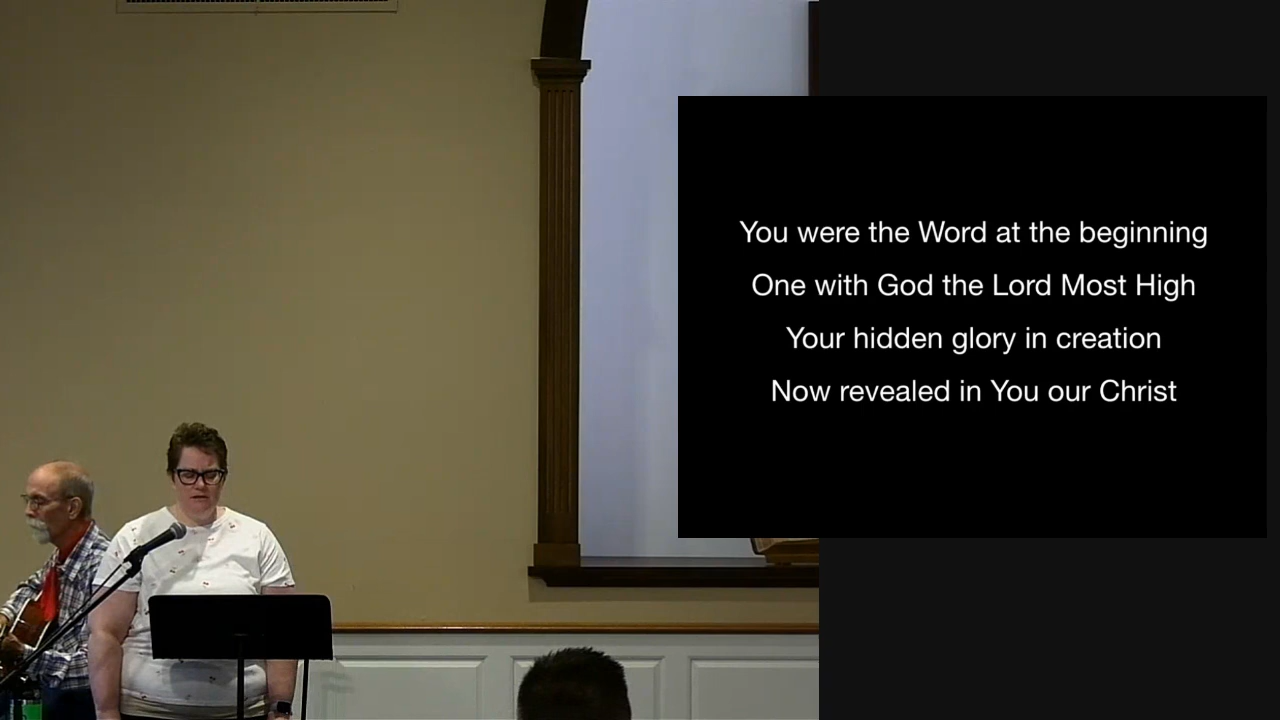 You were the Word at the beginning
One with God the Lord Most High
Your hidden glory in creation
Now revealed in You our Christ